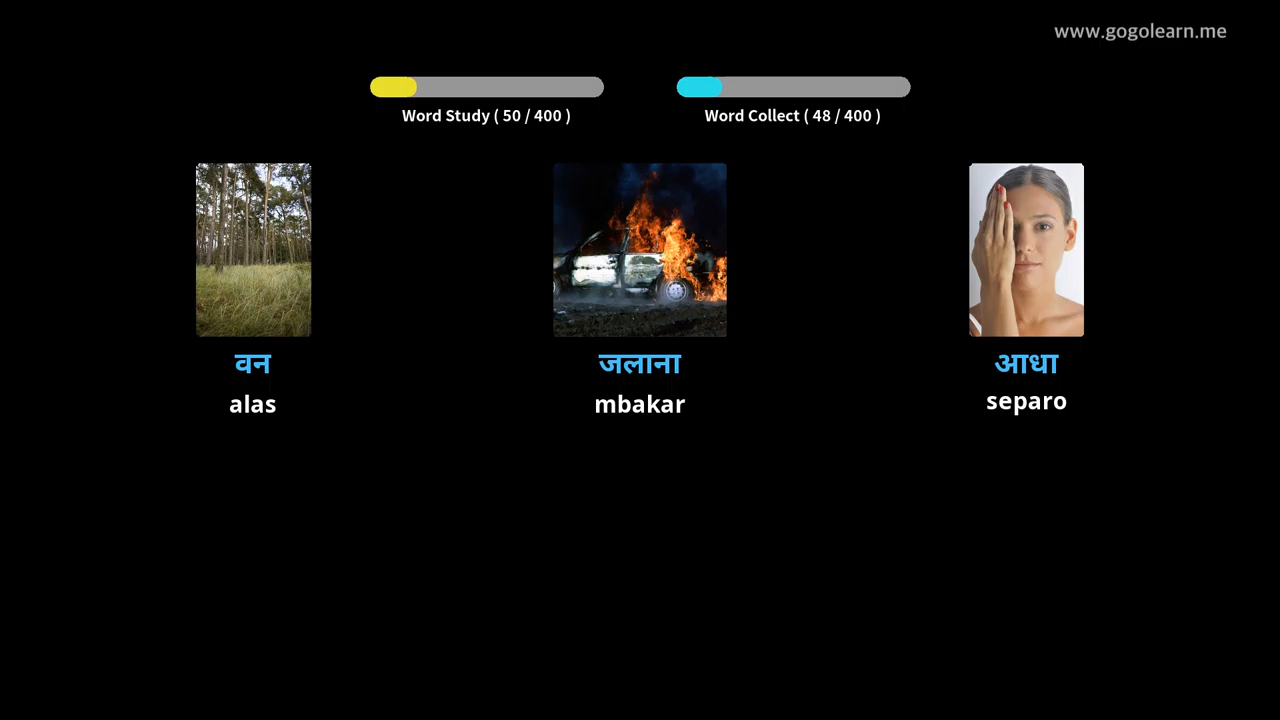 www.gogolearn.me
Word Study ( 50 / 400 )
Word Collect ( 48 / 400 )
वन
जलाना
आधा
alas
mbakar
separo